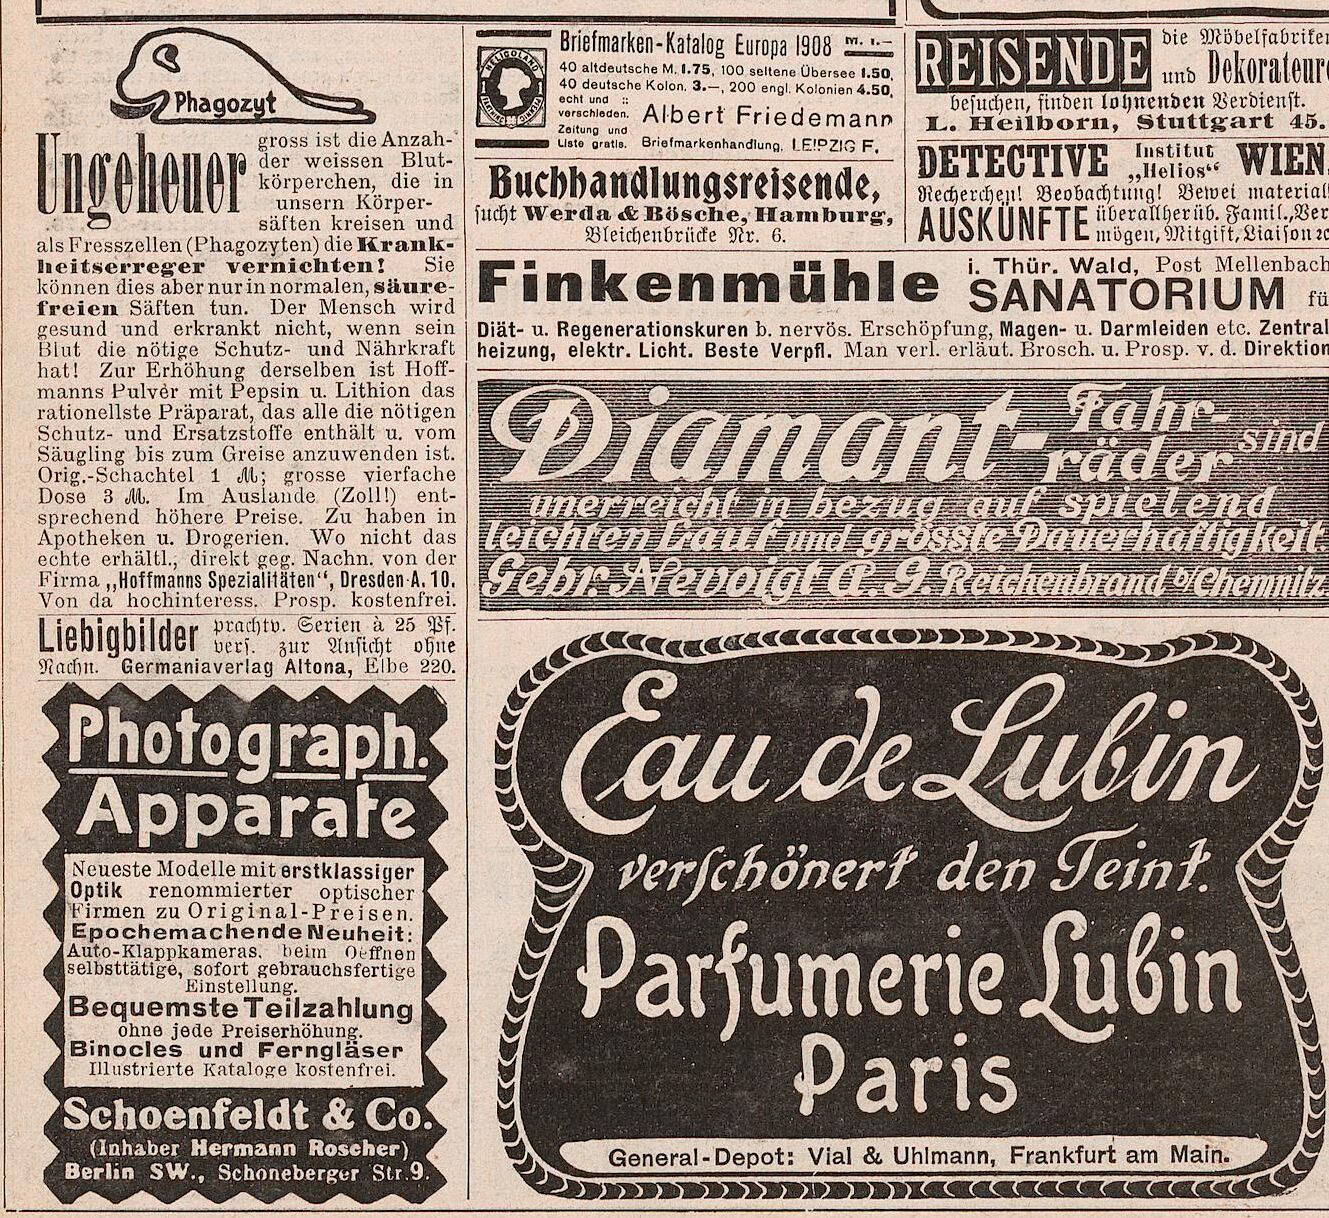 Phagozyt
Ungeheuer gross ist die Anzah-
der weissen Blut-
körperchen, die in
unsern Körper-
säften kreisen und
als Fresszellen (Phagozyten) die Krank-
heitserreger vernichten! Sie
können dies aber nur in normalen, säure-
freien Säften tun. Der Mensch wird
gesund und erkrankt nicht, wenn sein
Blut die nötige Schutz- und Nährkraft
hat! Zur Erhöhung derselben ist Hoff-
manns Pulver mit Pepsin u. Lithion das
rationellste Präparat, das alle die nötigen
Schutz- und Ersatzstoffe enthält u. vom
Säugling bis zum Greise anzuwenden ist.
Orig.-Schachtel 1 ℳ; grosse vierfache
Dose 3 ℳ. Im Auslande (Zoll!) ent-
sprechend höhere Preise. Zu haben in
Apotheken u. Drogerien. Wo nicht das
echte erhältl., direkt geg. Nachn. von der
Firma „Hoffmanns Spezialitäten“, Dresden-A. 10.
Von da hochinteress. Prosp. kostenfrei.
Liebigbilder prachtv. Serien à 25 Pf.
vers. zur Ansicht ohne
Nachn. Germaniaverlag Altona, Elbe 220.
Photograph.
Apparate
Neueste Modelle mit erstklassiger
Optik renommierter optischer
Firmen zu Original-Preisen.
Epochemachende Neuheit:
Auto-Klappkameras, beim Oeffnen
selbsttätige, sofort gebrauchsfertige
Einstellung.
Bequemste Teilzahlung
ohne jede Preiserhöhung.
Binocles und Ferngläser
Illustrierte Kataloge kostenfrei.
Schoenfeldt & Co.
(Inhaber Hermann Roscher)
Berlin SW., Schöneberger Str. 9.
HELIGOLAND
Briefmarken-Katalog Europa 1908 M. 1.—
40 altdeutsche M. 1.75, 100 seltene Übersee 1.50,
40 deutsche Kolon. 3.—, 200 engl. Kolonien 4.50,
echt und ::
verschieden. Albert Friedemann
Zeitung und
Liste gratis. Briefmarkenhandlung, LEIPZIG F.
Buchhandlungsreisende,
sucht Werda & Bösche, Hamburg,
Bleichenbrücke Nr. 6.
REISENDE die Möbelfabriken
und Dekorateure
besuchen, finden lohnenden Verdienst.
L. Heilborn, Stuttgart 45.
DETECTIVE Institut „Helios“ WIEN.
Recherchen! Beobachtung! Beweismaterial!
AUSKÜNFTE überallher üb. Famil., Ver
mögen, Mitgift, Liaison ꝛc
Finkenmühle i. Thür. Wald, Post Mellenbach
SANATORIUM fü
Diät- u. Regenerationskuren b. nervös. Erschöpfung, Magen- u. Darmleiden etc. Zentral
heizung, elektr. Licht. Beste Verpfl. Man verl. erläut. Brosch. u. Prosp. v. d. Direktion
Diamant-Fahr-
räder sind
unerreicht in bezug auf spielend
leichten Lauf und grösste Dauerhaftigkeit.
Gebr. Nevoigt A. G. Reichenbrand b/Chemnitz
Eau de Lubin
verschönert den Teint.
Parfumerie Lubin
Paris
General-Depot: Vial & Uhlmann, Frankfurt am Main.